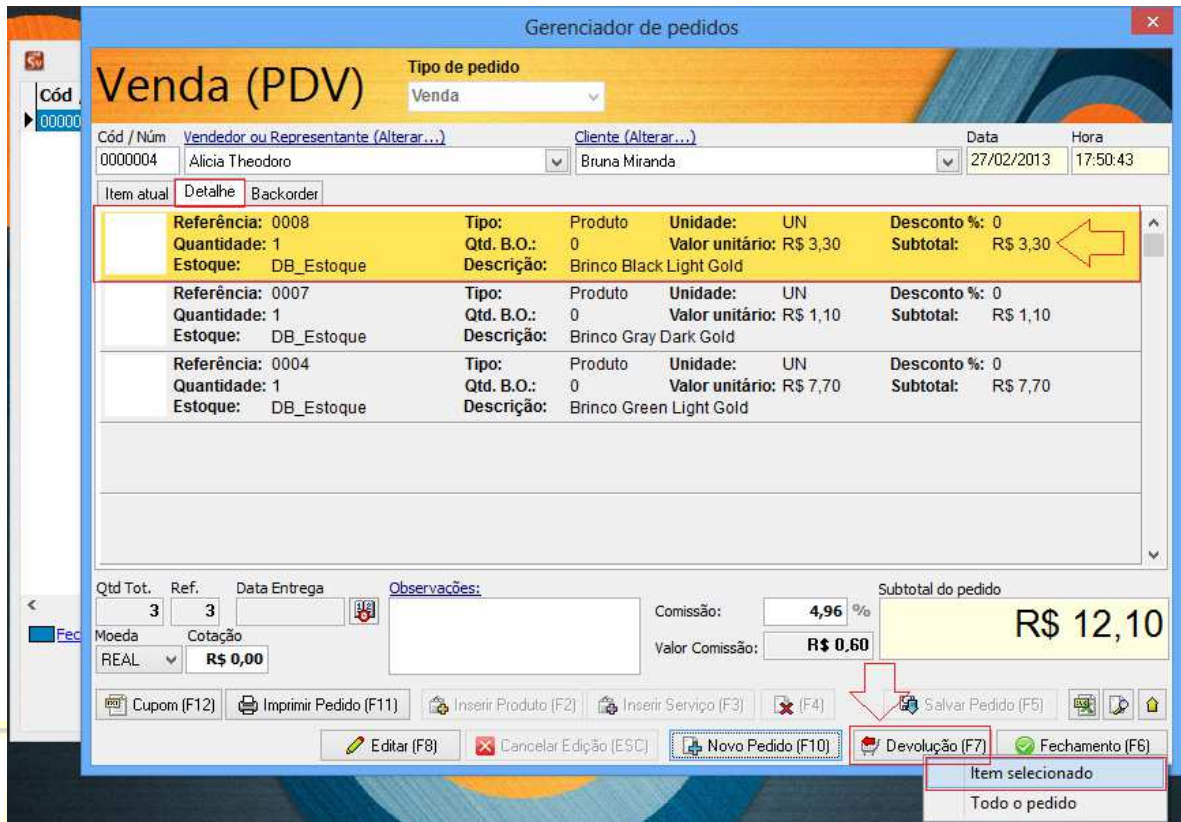 Gerenciador de pedidos
Venda (PDV)
Tipo de pedido
Venda
Cód
00000
Cód / Núm Vendedor ou Representante (Alterar...) Cliente (Alterar...) Data Hora
0000004 Alicia Theodoro Bruna Miranda 27/02/2013 17:50:43
Item atual Detalhe Backorder
Referência: 0008 Tipo: Produto Unidade: UN Desconto %: 0
Quantidade: 1 Qtd. B.O.: 0 Valor unitário: R$ 3,30 Subtotal: R$ 3,30
Estoque: DB_Estoque Descrição: Brinco Black Light Gold
Referência: 0007 Tipo: Produto Unidade: UN Desconto %: 0
Quantidade: 1 Qtd. B.O.: 0 Valor unitário: R$ 1,10 Subtotal: R$ 1,10
Estoque: DB_Estoque Descrição: Brinco Gray Dark Gold
Referência: 0004 Tipo: Produto Unidade: UN Desconto %: 0
Quantidade: 1 Qtd. B.O.: 0 Valor unitário: R$ 7,70 Subtotal: R$ 7,70
Estoque: DB_Estoque Descrição: Brinco Green Light Gold
Qtd Tot. Ref. Data Entrega Observações: Subtotal do pedido
3 3 Comissão: 4,96 % R$ 12,10
Fec
Moeda Cotação Valor Comissão: R$ 0,60
REAL R$ 0,00
Cupom (F12) Imprimir Pedido (F11) Inserir Produto (F2) Inserir Serviço (F3) (F4) Salvar Pedido (F5)
Editar (F8) Cancelar Edição (ESC) Novo Pedido (F10) Devolução (F7) Fechamento (F6)
Item selecionado
Todo o pedido